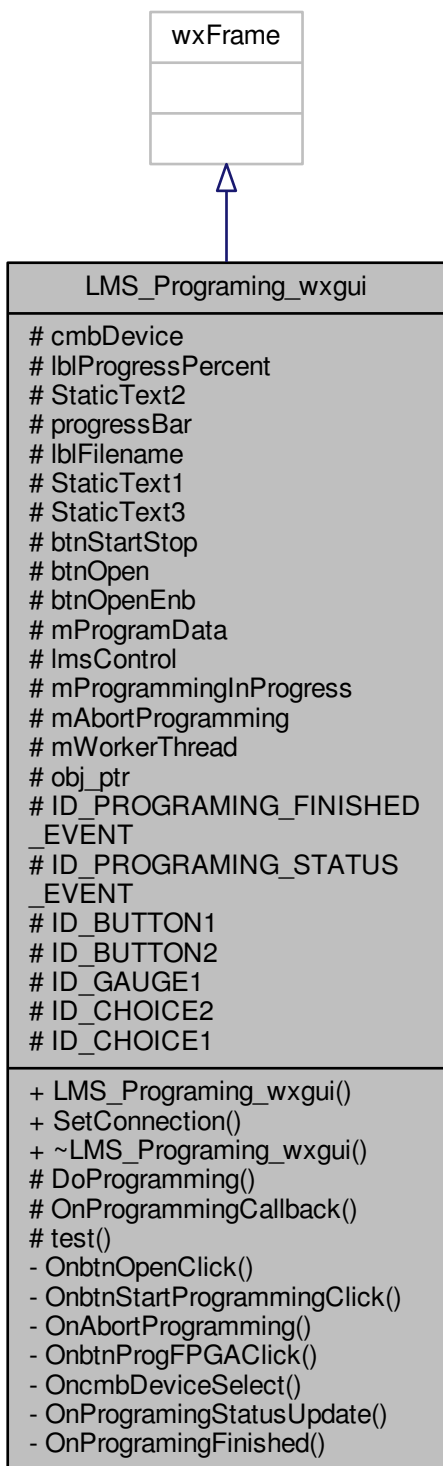 wxFrame
LMS_Programing_wxgui
# cmbDevice
# lblProgressPercent
# StaticText2
# progressBar
# lblFilename
# StaticText1
# StaticText3
# btnStartStop
# btnOpen
# btnOpenEnb
# mProgramData
# lmsControl
# mProgrammingInProgress
# mAbortProgramming
# mWorkerThread
# obj_ptr
# ID_PROGRAMING_FINISHED
_EVENT
# ID_PROGRAMING_STATUS
_EVENT
# ID_BUTTON1
# ID_BUTTON2
# ID_GAUGE1
# ID_CHOICE2
# ID_CHOICE1
+ LMS_Programing_wxgui()
+ SetConnection()
+ ~LMS_Programing_wxgui()
# DoProgramming()
# OnProgrammingCallback()
# test()
- OnbtnOpenClick()
- OnbtnStartProgrammingClick()
- OnAbortProgramming()
- OnbtnProgFPGAClick()
- OncmbDeviceSelect()
- OnProgramingStatusUpdate()
- OnProgramingFinished()